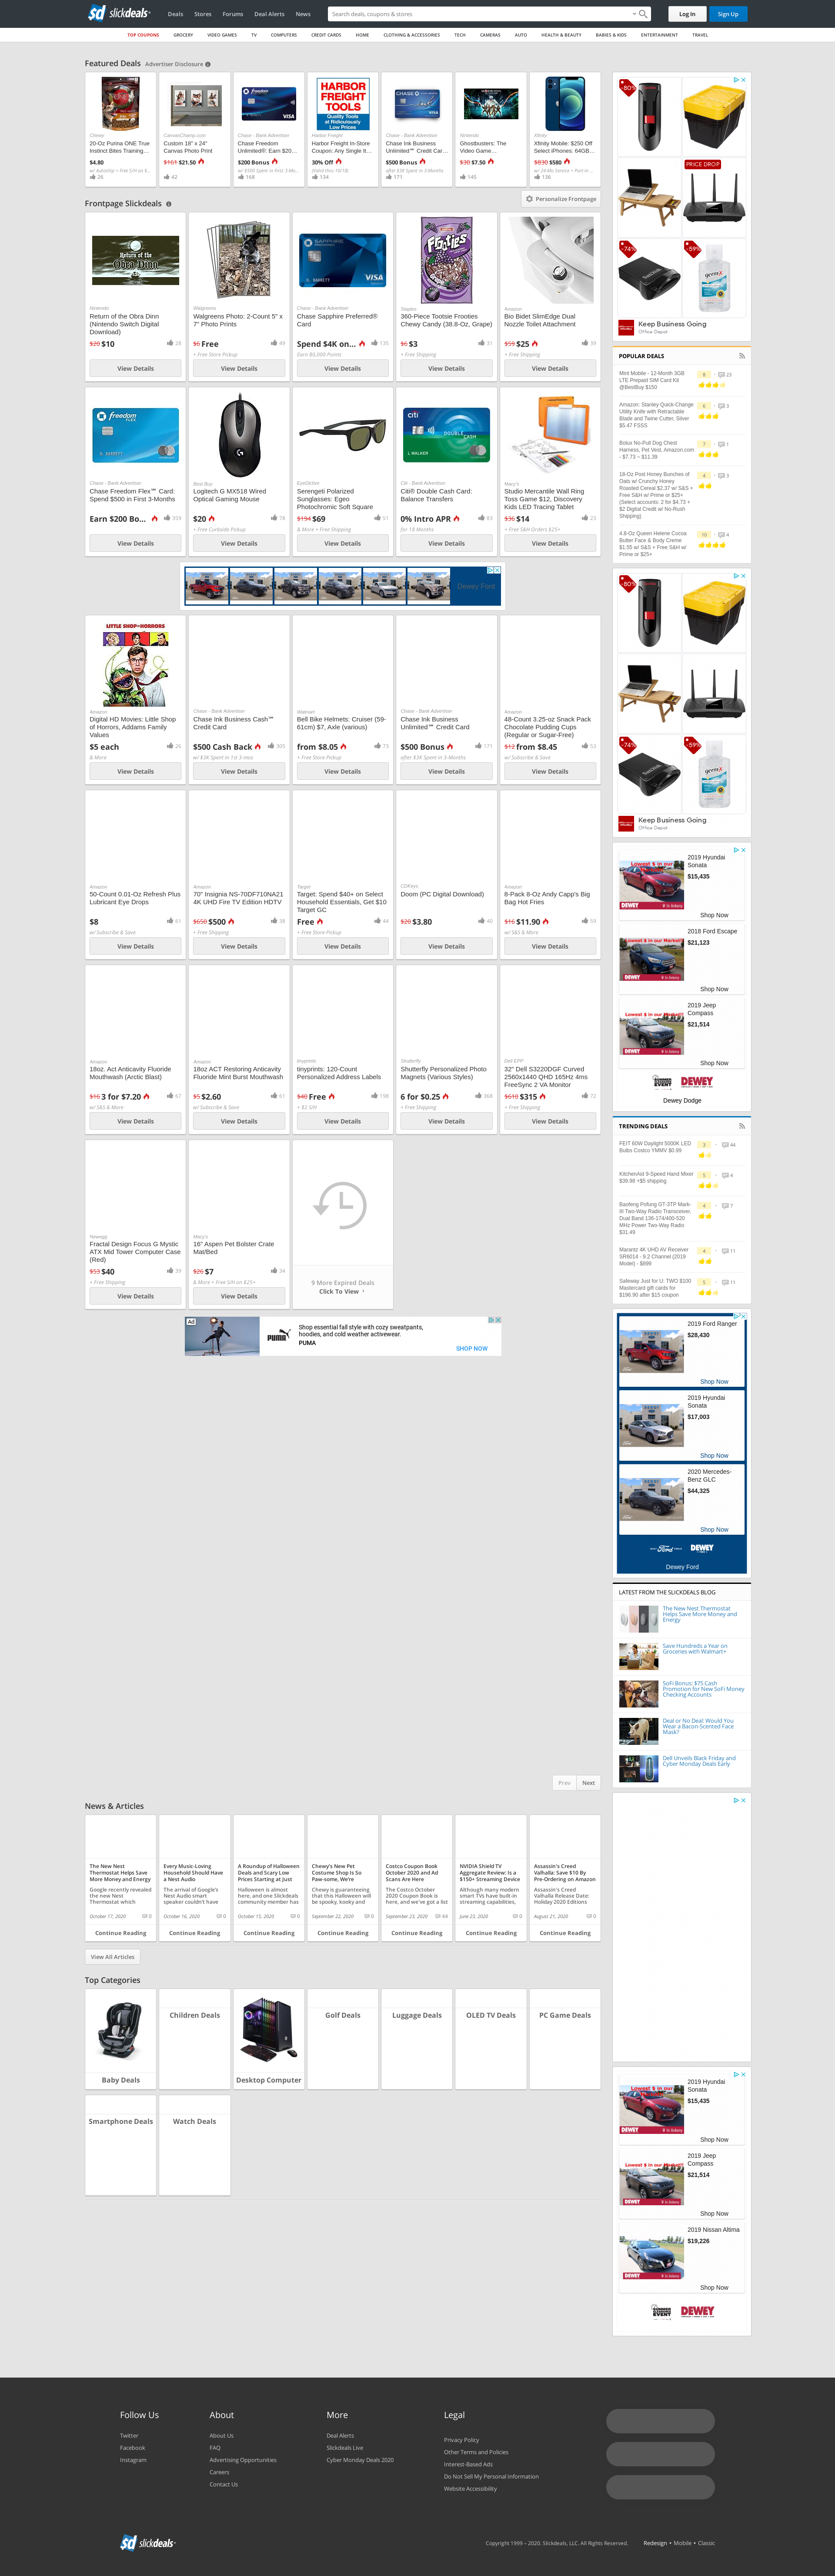 slickdeals
Deals Stores Forums Deal Alerts News
Search deals, coupons & stores
Log In
Sign Up
TOP COUPONS GROCERY VIDEO GAMES TV COMPUTERS CREDIT CARDS HOME CLOTHING & ACCESSORIES TECH CAMERAS AUTO HEALTH & BEAUTY BABIES & KIDS ENTERTAINMENT TRAVEL
Featured Deals Advertiser Disclosure
Chewy
20-Oz Purina ONE True Instinct Bites Training...
$4.80
26
CanvasChamp.com
Custom 18" x 24" Canvas Photo Print
$161 $21.50
42
Chase - Bank Advertiser
Chase Freedom Unlimited®: Earn $20...
$200 Bonus
168
HARBOR FREIGHT TOOLS
Quality Tools at Ridiculously Low Prices
Harbor Freight
Harbor Freight In-Store Coupon: Any Single It...
30% Off
134
Chase - Bank Advertiser
Chase Ink Business Unlimited℠ Credit Car...
$500 Bonus
after $3K Spent in 3-Months
171
Nintendo
Ghostbusters: The Video Game...
$30 $7.50
145
Xfinity
Xfinity Mobile: $250 Off Select iPhones: 64GB...
$830 $580
136
Frontpage Slickdeals
Personalize Frontpage
Return of the Obra Dinn
Nintendo
Return of the Obra Dinn (Nintendo Switch Digital Download)
$20 $10
28
View Details
Walgreens
Walgreens Photo: 2-Count 5" x 7" Photo Prints
$6 Free
49
+ Free Store Pickup
View Details
Chase - Bank Advertiser
Chase Sapphire Preferred® Card
Spend $4K on...
135
Earn 80,000 Points
View Details
Staples
360-Piece Tootsie Frooties Chewy Candy (38.8-Oz, Grape)
$6 $3
31
+ Free Shipping
View Details
Amazon
Bio Bidet SlimEdge Dual Nozzle Toilet Attachment
$59 $25
39
+ Free Shipping
View Details
Chase - Bank Advertiser
Chase Freedom Flex℠ Card: Spend $500 in First 3-Months
Earn $200 Bo...
303
View Details
Best Buy
Logitech G MX518 Wired Optical Gaming Mouse
$20
78
+ Free Curbside Pickup
View Details
EyeDictive
Serengeti Polarized Sunglasses: Egeo Photochromic Soft Square
$194 $69
51
& More + Free Shipping
View Details
Citi - Bank Advertiser
Citi® Double Cash Card: Balance Transfers
0% Intro APR
83
for 18 Months
View Details
Macy's
Studio Mercantile Wall Ring Toss Game $12, Discovery Kids LED Tracing Tablet
$36 $14
23
+ Free S&H Orders $25+
View Details
Dewey Ford
LITTLE SHOP OF HORRORS
Amazon
Digital HD Movies: Little Shop of Horrors, Addams Family Values
$5 each
26
& More
View Details
Chase - Bank Advertiser
Chase Ink Business Cash℠ Credit Card
$500 Cash Back
305
w/ $3K Spent in 1st 3-mos
View Details
Walmart
Bell Bike Helmets: Cruiser (59-61cm) $7, Axle (various)
from $8.05
73
+ Free Store Pickup
View Details
Chase - Bank Advertiser
Chase Ink Business Unlimited℠ Credit Card
$500 Bonus
171
after $3K Spent in 3-Months
View Details
Amazon
48-Count 3.25-oz Snack Pack Chocolate Pudding Cups (Regular or Sugar-Free)
$12 from $8.45
53
w/ Subscribe & Save
View Details
Amazon
50-Count 0.01-Oz Refresh Plus Lubricant Eye Drops
$8
61
w/ Subscribe & Save
View Details
Amazon
70" Insignia NS-70DF710NA21 4K UHD Fire TV Edition HDTV
$650 $500
38
+ Free Shipping
View Details
Target
Target: Spend $40+ on Select Household Essentials, Get $10 Target GC
Free
44
+ Free Store Pickup
View Details
CDKeys
Doom (PC Digital Download)
$20 $3.80
40
View Details
Amazon
8-Pack 8-Oz Andy Capp's Big Bag Hot Fries
$16 $11.90
58
w/ S&S & More
View Details
Amazon
18oz. Act Anticavity Fluoride Mouthwash (Arctic Blast)
$16 3 for $7.20
67
w/ S&S & More
View Details
Amazon
18oz ACT Restoring Anticavity Fluoride Mint Burst Mouthwash
$5 $2.60
61
w/ Subscribe & Save
View Details
tinyprints
tinyprints: 120-Count Personalized Address Labels
$40 Free
198
+ $2 S/H
View Details
Shutterfly
Shutterfly Personalized Photo Magnets (Various Styles)
6 for $0.25
368
+ Free Shipping
View Details
Dell EPP
32" Dell S3220DGF Curved 2560x1440 QHD 165Hz 4ms FreeSync 2 VA Monitor
$610 $315
72
+ Free Shipping
View Details
Newegg
Fractal Design Focus G Mystic ATX Mid Tower Computer Case (Red)
$53 $40
39
+ Free Shipping
View Details
Macy's
16" Aspen Pet Bolster Crate Mat/Bed
$26 $7
34
& More + Free S/H on $25+
View Details
9 More Expired Deals
Click To View
Ad
PUMA
Shop essential fall style with cozy sweatpants, hoodies, and cold weather activewear.
PUMA
SHOP NOW
Prev Next
News & Articles
The New Nest Thermostat Helps Save More Money and Energy
Google recently revealed the new Nest Thermostat which
October 17, 2020 0
Continue Reading
Every Music-Loving Household Should Have a Nest Audio
The arrival of Google's Nest Audio smart speaker couldn't have
October 16, 2020 0
Continue Reading
A Roundup of Halloween Deals and Scary Low Prices Starting at Just
Halloween is almost here, and one Slickdeals community member has
October 15, 2020 0
Continue Reading
Chewy's New Pet Costume Shop Is So Paw-some, We're
Chewy is guaranteeing that this Halloween will be spooky, kooky and
September 22, 2020 0
Continue Reading
Costco Coupon Book October 2020 and Ad Scans Are Here
The Costco October 2020 Coupon Book is here, and we've got a list
September 23, 2020 44
Continue Reading
NVIDIA Shield TV Aggregate Review: Is a $150+ Streaming Device
Although many modern smart TVs have built-in streaming capabilities,
June 23, 2020 0
Continue Reading
Assassin's Creed Valhalla: Save $10 By Pre-Ordering on Amazon
Assassin's Creed Valhalla Release Date: Holiday 2020 Editions
August 21, 2020 0
Continue Reading
View All Articles
Top Categories
Baby Deals
Children Deals
Desktop Computer
Golf Deals
Luggage Deals
OLED TV Deals
PC Game Deals
Smartphone Deals
Watch Deals
-80%
PRICE DROP
-74%
-59%
Keep Business Going
Office Depot
POPULAR DEALS
Mint Mobile - 12-Month 3GB LTE Prepaid SIM Card Kit @BestBuy $150
8 23
Amazon: Stanley Quick-Change Utility Knife with Retractable Blade and Twine Cutter, Silver $5.47 FSSS
6 3
Bolux No-Pull Dog Chest Harness, Pet Vest, Amazon.com - $7.73 ~ $11.39
7 1
18-Oz Post Honey Bunches of Oats w/ Crunchy Honey Roasted Cereal $2.37 w/ S&S + Free S&H w/ Prime or $25+ (Select accounts: 2 for $4.73 + $2 Digital Credit w/ No-Rush Shipping)
4 3
4.8-Oz Queen Helene Cocoa Butter Face & Body Creme $1.55 w/ S&S + Free S&H w/ Prime or $25+
10 4
-80%
-74%
-59%
Keep Business Going
Office Depot
2019 Hyundai Sonata
$15,435
Shop Now
2018 Ford Escape
$21,123
Shop Now
2019 Jeep Compass
$21,514
Shop Now
DEWEY
Dewey Dodge
TRENDING DEALS
FEIT 60W Daylight 5000K LED Bulbs Costco YMMV $0.99
3 44
KitchenAid 9-Speed Hand Mixer $39.98 +$5 shipping
5 4
Baofeng Pofung GT-3TP Mark-III Two-Way Radio Transceiver, Dual Band 136-174/400-520 MHz Power Two-Way Radio $31.49
4 7
Marantz 4K UHD AV Receiver SR6014 - 9.2 Channel (2019 Model) - $899
4 11
Safeway Just for U: TWO $100 Mastercard gift cards for $196.90 after $15 coupon
5 11
2019 Ford Ranger
$28,430
Shop Now
2019 Hyundai Sonata
$17,003
Shop Now
2020 Mercedes-Benz GLC
$44,325
Shop Now
Ford DEWEY
Dewey Ford
LATEST FROM THE SLICKDEALS BLOG
The New Nest Thermostat Helps Save More Money and Energy
Save Hundreds a Year on Groceries with Walmart+
SoFi Bonus: $75 Cash Promotion for New SoFi Money Checking Accounts
Deal or No Deal: Would You Wear a Bacon-Scented Face Mask?
Dell Unveils Black Friday and Cyber Monday Deals Early
2019 Hyundai Sonata
$15,435
Shop Now
2019 Jeep Compass
$21,514
Shop Now
2019 Nissan Altima
$19,226
Shop Now
DEWEY
Follow Us
Twitter
Facebook
Instagram
About
About Us
FAQ
Advertising Opportunities
Careers
Contact Us
More
Deal Alerts
Slickdeals Live
Cyber Monday Deals 2020
Legal
Privacy Policy
Other Terms and Policies
Interest-Based Ads
Do Not Sell My Personal Information
Website Accessibility
slickdeals
Copyright 1999 - 2020. Slickdeals, LLC. All Rights Reserved.
Redesign • Mobile • Classic